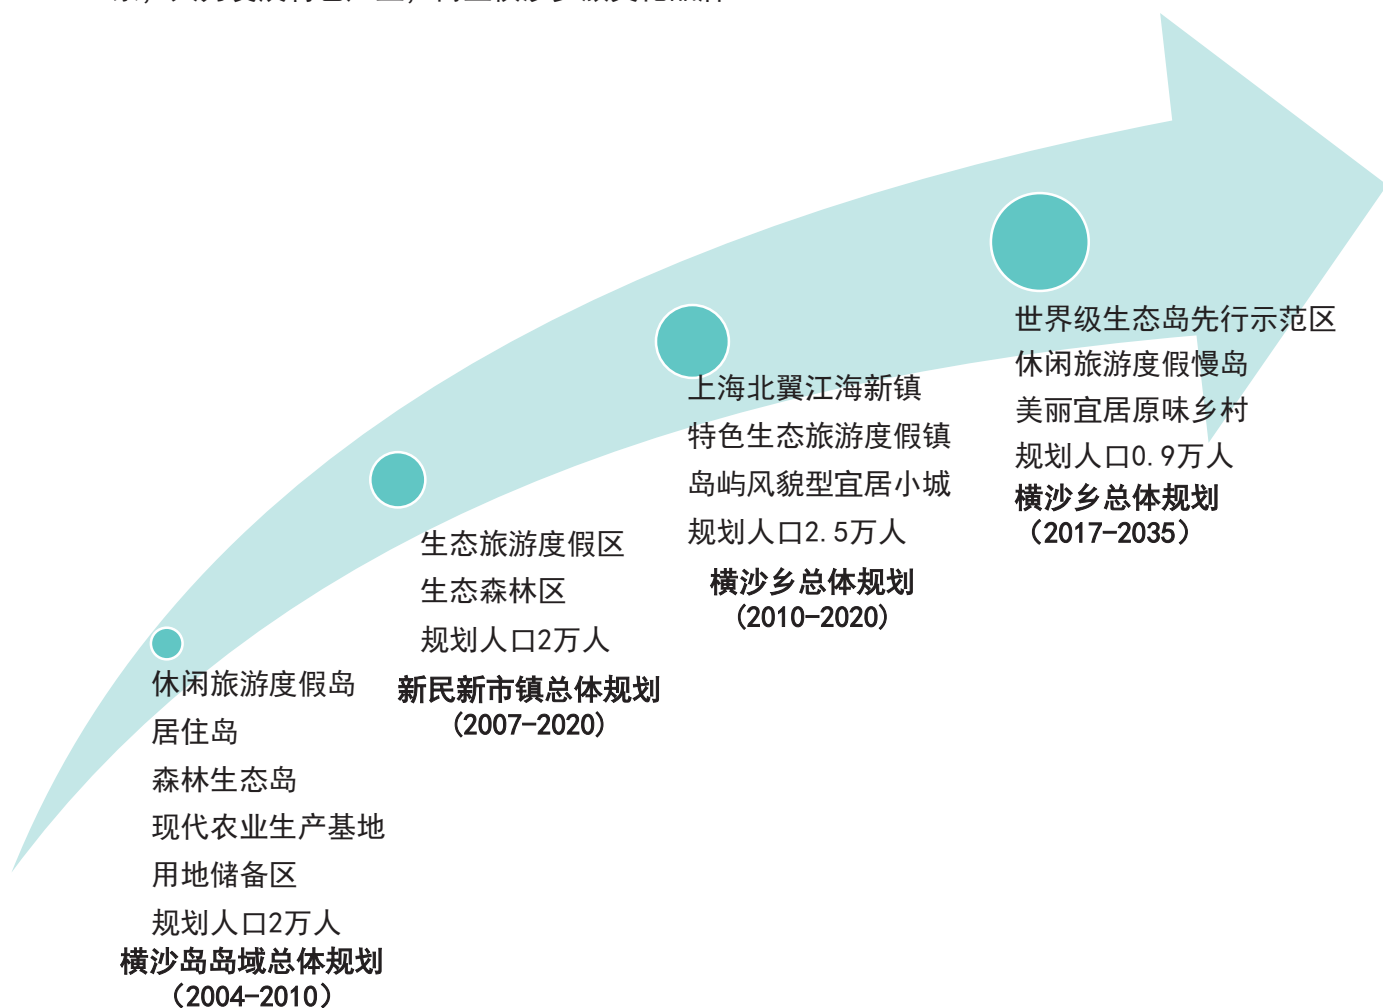 休闲旅游度假岛
居住岛
森林生态岛
现代农业生产基地
用地储备区
规划人口2万人
横沙岛岛域总体规划
（2004-2010）
生态旅游度假区
生态森林区
规划人口2万人
新民新市镇总体规划
（2007-2020）
上海北翼江海新镇
特色生态旅游度假镇
岛屿风貌型宜居小城
规划人口2.5万人
横沙乡总体规划
（2010-2020）
世界级生态岛先行示范区
休闲旅游度假慢岛
美丽宜居原味乡村
规划人口0.9万人
横沙乡总体规划
（2017-2035）